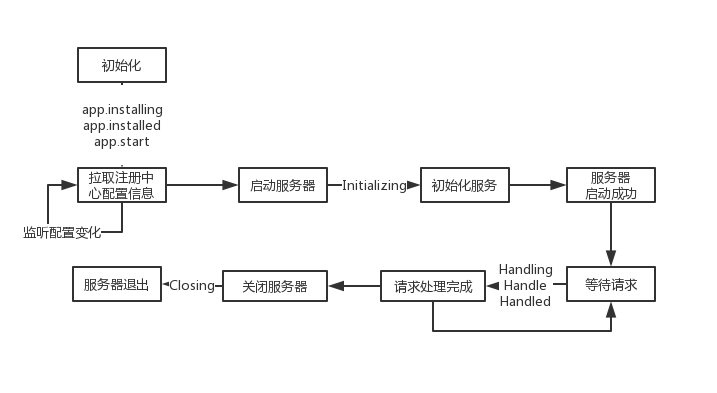 初始化
app.installing
app.installed
app.start
拉取注册中
心配置信息
监听配置变化
启动服务器
Initializing
初始化服务
服务器
启动成功
等待请求
Handling
Handle
Handled
请求处理完成
关闭服务器
Closing
服务器退出